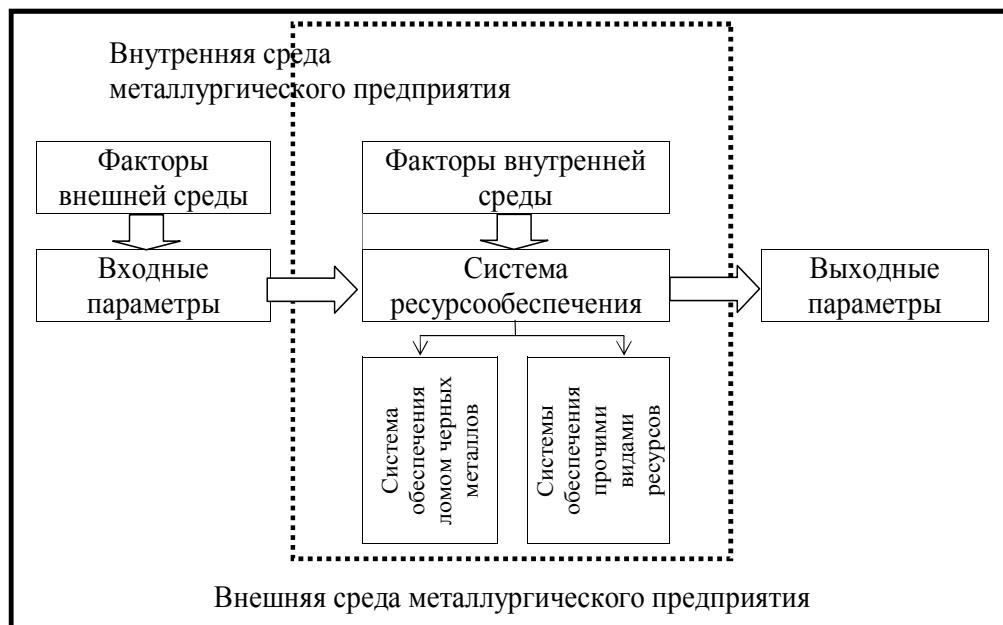 Внутренняя среда
металлургического предприятия
Факторы
внешней среды
Факторы внутренней
среды
Входные
параметры
Система
ресурсообеспечения
Выходные
параметры
Система
обеспечения
ломом черных
металлов
Системы
обеспечения
прочими
видами
ресурсов
Внешняя среда металлургического предприятия